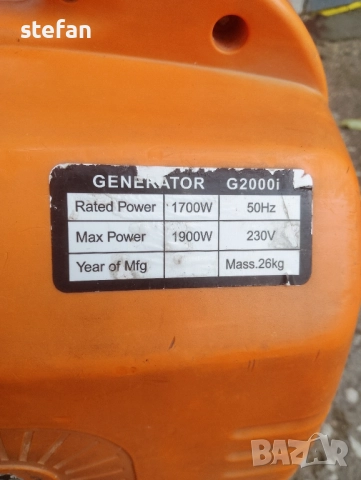 stefan
GENERATOR G2000i
Rated Power 1700W 50Hz
Max Power 1900W 230V
Year of Mfg Mass.26kg
BAZAR